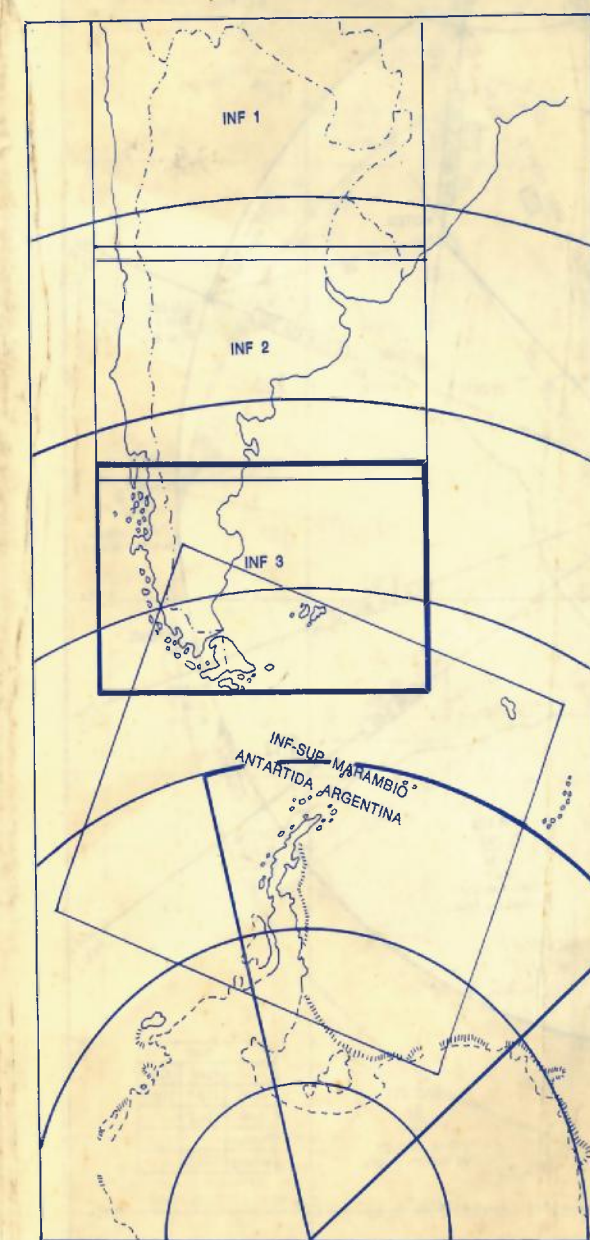 INF 1
INF 2
INF 3
INF-SUP MARAMBIO
ANTARTIDA ARGENTINA